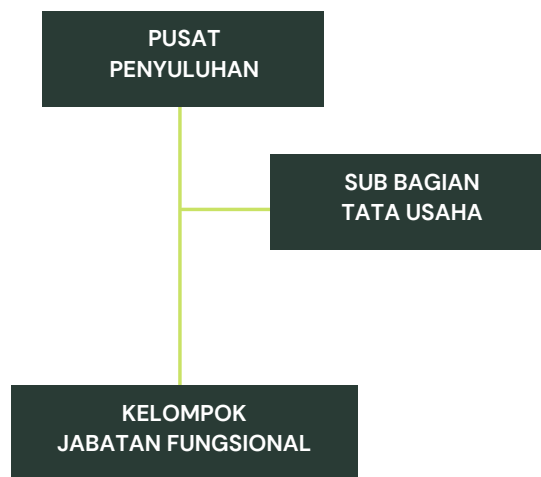 PUSAT
PENYULUHAN
SUB BAGIAN
TATA USAHA
KELOMPOK
JABATAN FUNGSIONAL